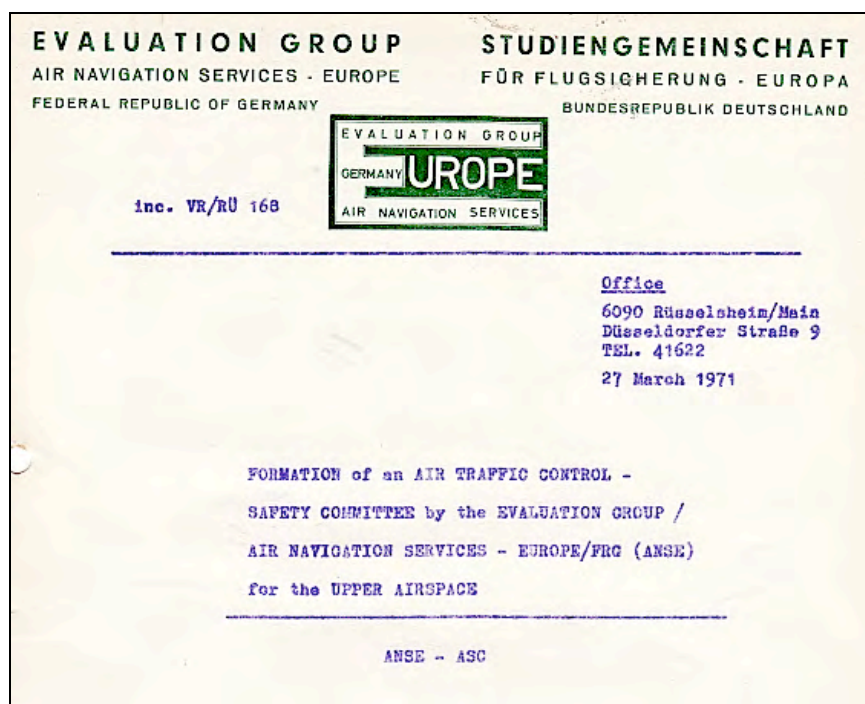 EVALUATION GROUP
AIR NAVIGATION SERVICES - EUROPE
FEDERAL REPUBLIC OF GERMANY
STUDIENGEMEINSCHAFT
FÜR FLUGSICHERUNG - EUROPA
BUNDESREPUBLIK DEUTSCHLAND
EVALUATION GROUP
GERMANY EUROPE
AIR NAVIGATION SERVICES
inc. VR/RÜ 168
Office
6090 Rüsselsheim/Main
Düsseldorfer Straße 9
TEL. 41622
27 March 1971
FORMATION of an AIR TRAFFIC CONTROL -
SAFETY COMMITTEE by the EVALUATION GROUP /
AIR NAVIGATION SERVICES - EUROPE/FRG (ANSE)
for the UPPER AIRSPACE
ANSE - ASC